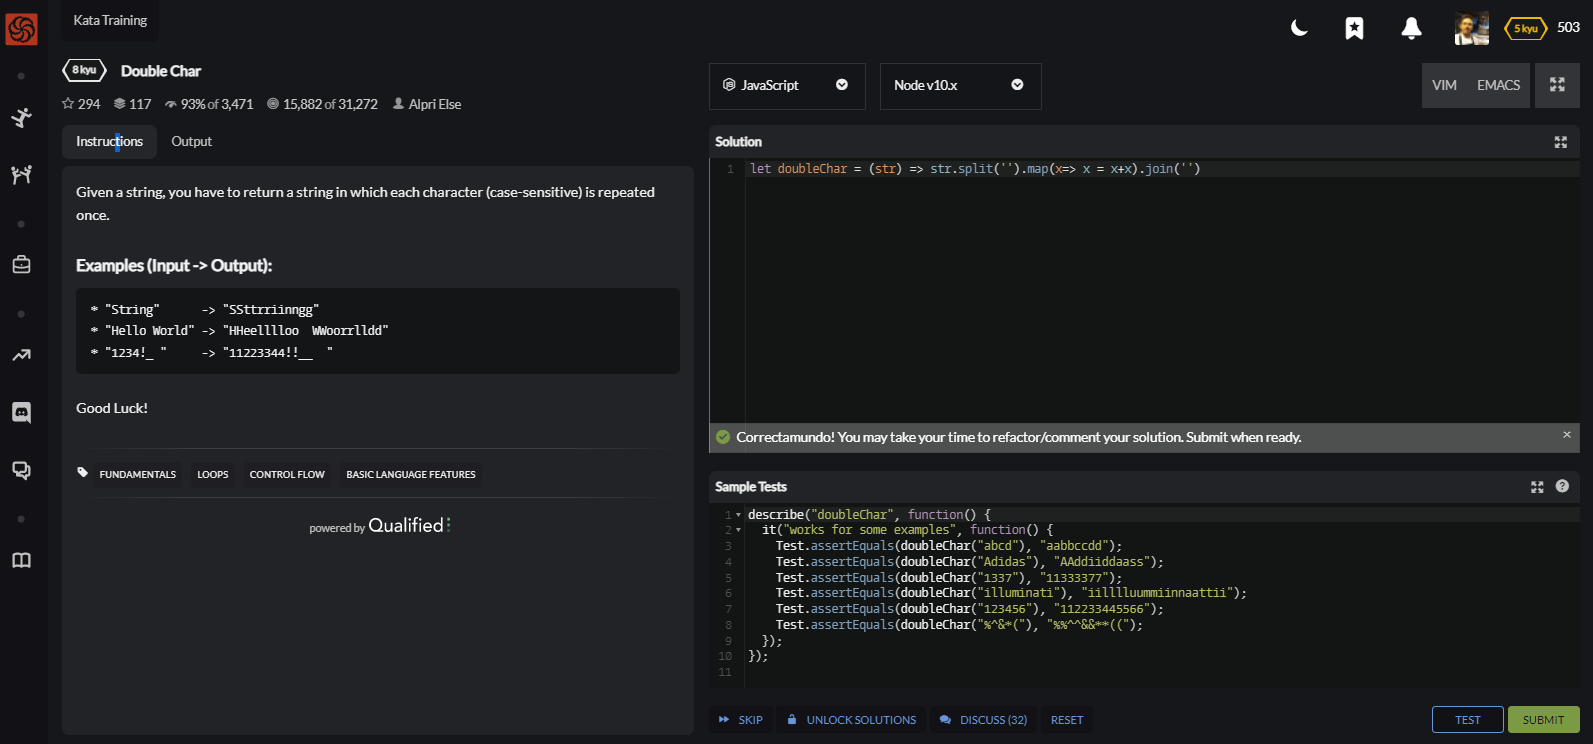 Kata Training
5 kyu 503
8 kyu Double Char
294 117 93% of 3,471 15,882 of 31,272 Alpri Else
Instructions Output
Given a string, you have to return a string in which each character (case-sensitive) is repeated
once.
Examples (Input -> Output):
* "String"      -> "SSttrriinngg"
* "Hello World" -> "HHeelllloo  WWoorrlldd"
* "1234!_ "     -> "11223344!!__  "
Good Luck!
FUNDAMENTALS LOOPS CONTROL FLOW BASIC LANGUAGE FEATURES
powered by Qualified
JavaScript Node v10.x VIM EMACS
Solution
1 let doubleChar = (str) => str.split('').map(x=> x = x+x).join('')
Correctamundo! You may take your time to refactor/comment your solution. Submit when ready. ×
Sample Tests
1 describe("doubleChar", function() {
2 it("works for some examples", function() {
3 Test.assertEquals(doubleChar("abcd"), "aabbccdd");
4 Test.assertEquals(doubleChar("Adidas"), "AAddiiddaass");
5 Test.assertEquals(doubleChar("1337"), "11333377");
6 Test.assertEquals(doubleChar("illuminati"), "iilllluummiinnaattii");
7 Test.assertEquals(doubleChar("123456"), "112233445566");
8 Test.assertEquals(doubleChar("%^&*("), "%%^^&&**((");
9 });
10 });
11
SKIP UNLOCK SOLUTIONS DISCUSS (32) RESET TEST SUBMIT